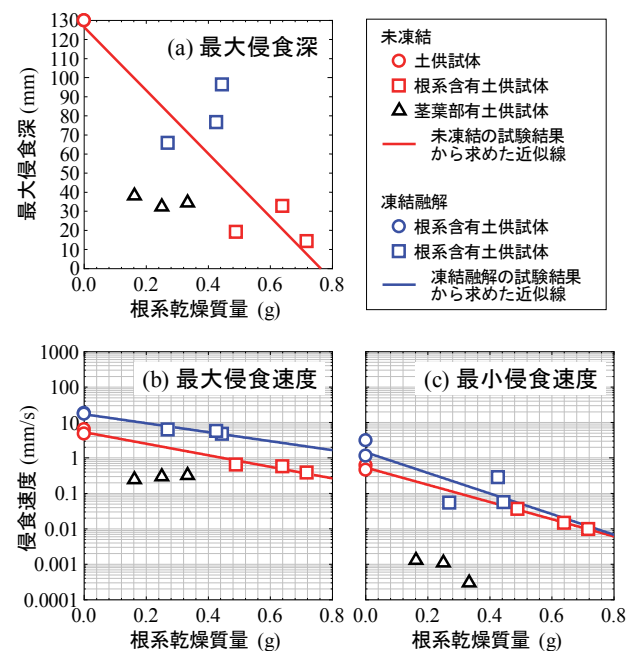 (a) 最大侵食深
最大侵食深 (mm)
130
120
110
100
90
80
70
60
50
40
30
20
10
0
0.0 0.2 0.4 0.6 0.8
根系乾燥質量 (g)
未凍結
土供試体
根系含有土供試体
茎葉部有土供試体
未凍結の試験結果
から求めた近似線
凍結融解
根系含有土供試体
根系含有土供試体
凍結融解の試験結果
から求めた近似線
(b) 最大侵食速度
侵食速度 (mm/s)
1000
100
10
1
0.1
0.01
0.001
0.0001
0.0 0.2 0.4 0.6 0.8
根系乾燥質量 (g)
(c) 最小侵食速度
0.0 0.2 0.4 0.6 0.8
根系乾燥質量 (g)